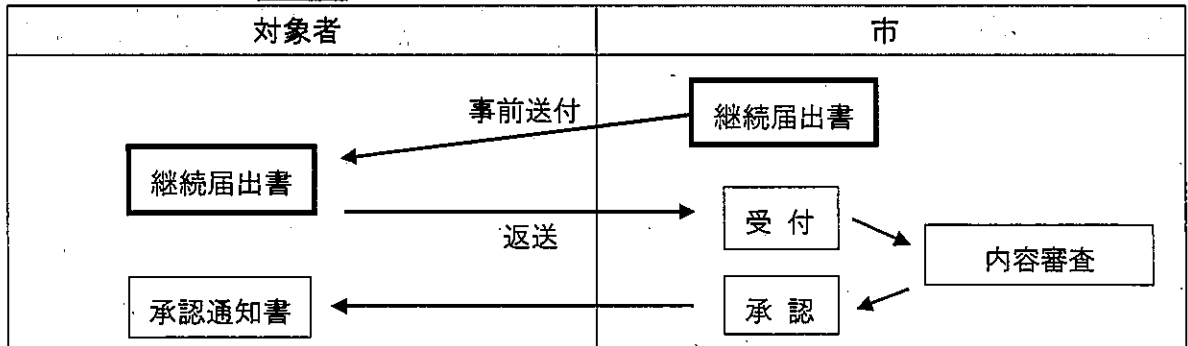 対象者
市
事前送付
継続届出書
継続届出書
返送
受付
内容審査
承認通知書
承認